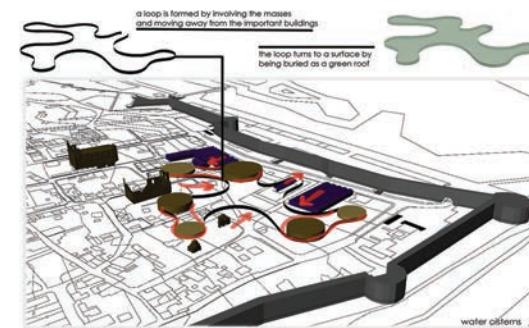 a loop is formed by involving the masses
and moving away from the important buildings
the loop turns to a surface by
being buried as a green roof
water cisterns